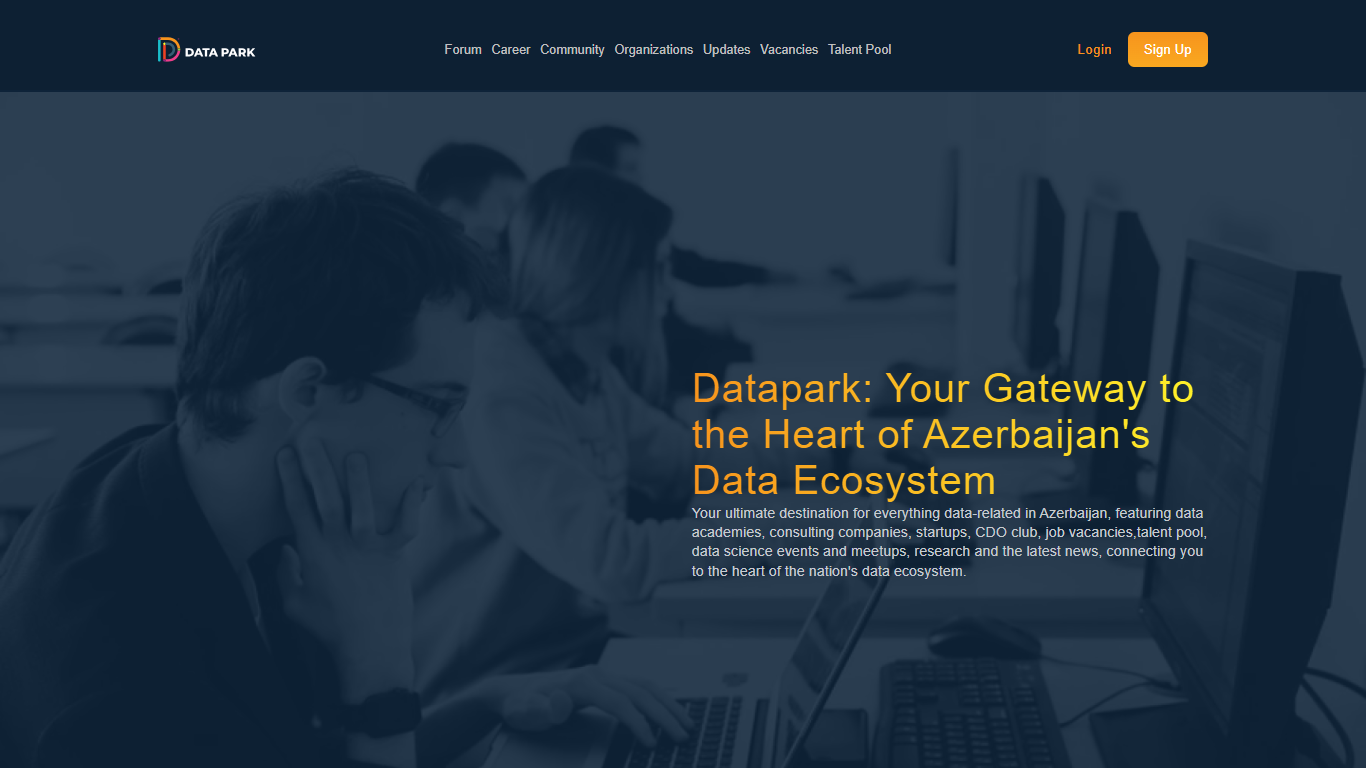 DATA PARK
Forum Career Community Organizations Updates Vacancies Talent Pool
Login
Sign Up
Datapark: Your Gateway to
the Heart of Azerbaijan's
Data Ecosystem
Your ultimate destination for everything data-related in Azerbaijan, featuring data
academies, consulting companies, startups, CDO club, job vacancies,talent pool,
data science events and meetups, research and the latest news, connecting you
to the heart of the nation's data ecosystem.